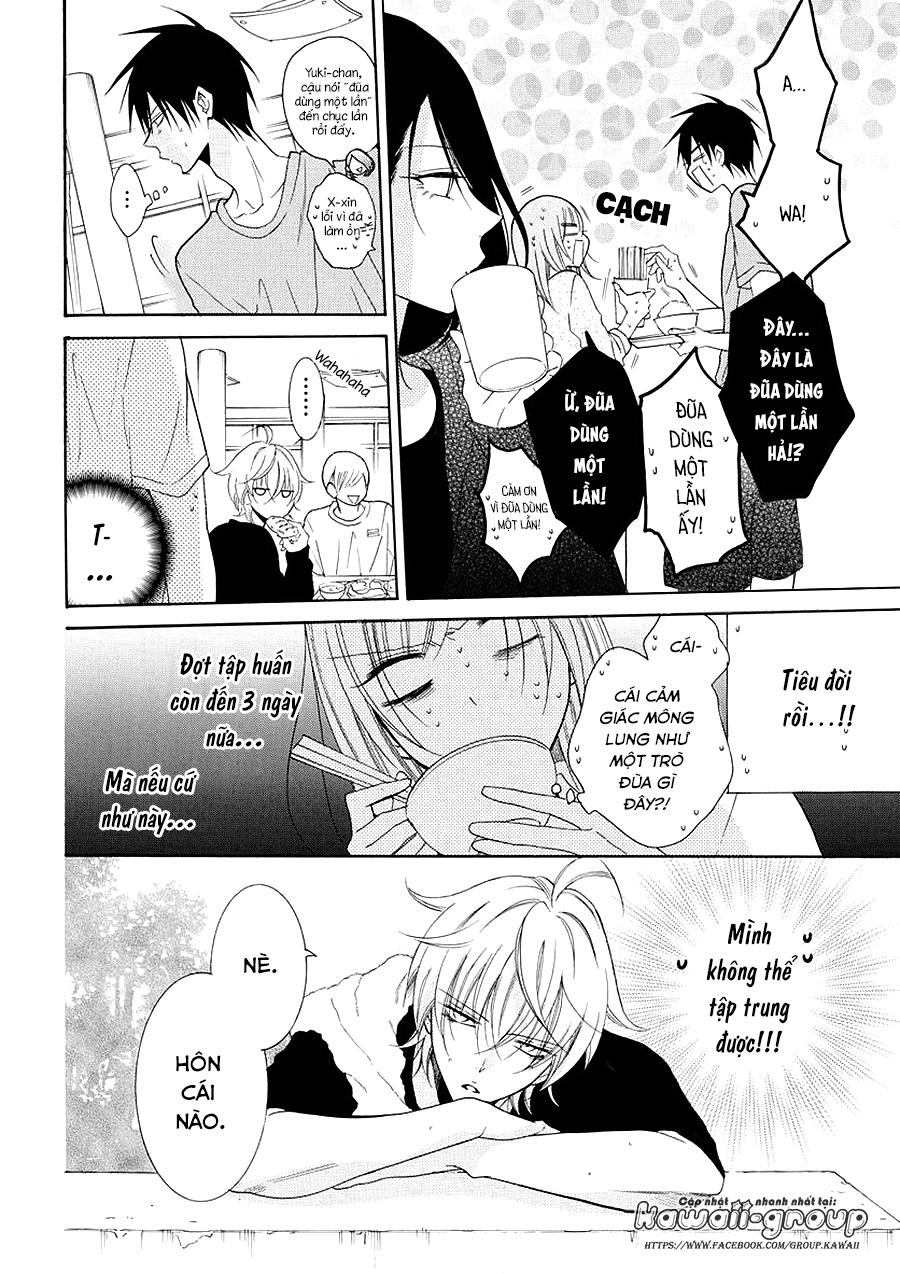 A...
WA!
CẠCH
ĐÂY...
ĐÂY LÀ
ĐŨA DÙNG
MỘT LẦN
HẢ!?
ĐŨA
DÙNG
MỘT
LẦN
ẤY!
Ừ, ĐŨA
DÙNG
MỘT
LẦN!
CẢM ƠN
VÌ ĐŨA DÙNG
MỘT LẦN!
Yuki-chan,
cậu nói "đũa
dùng một lần"
đến chục lần
rồi đấy.
X-xin
lỗi vì đã
làm ồn
...
...
Wahahaha
....
T-
...
Tiêu đời
rồi...!!
CÁI-
CÁI CẢM
GIÁC MÔNG
LUNG NHƯ
MỘT TRÒ
ĐÙA GÌ
ĐÂY?!
Đợt tập huấn
còn đến 3 ngày
nữa...
Mà nếu cứ
như này...
Mình
không thể
tập trung
được!!!
NÈ.
HÔN
CÁI
NÀO.
Cập nhật nhanh nhất tại:
kawaii-group
HTTPS://WWW.FACEBOOK.COM/GROUP.KAWAII